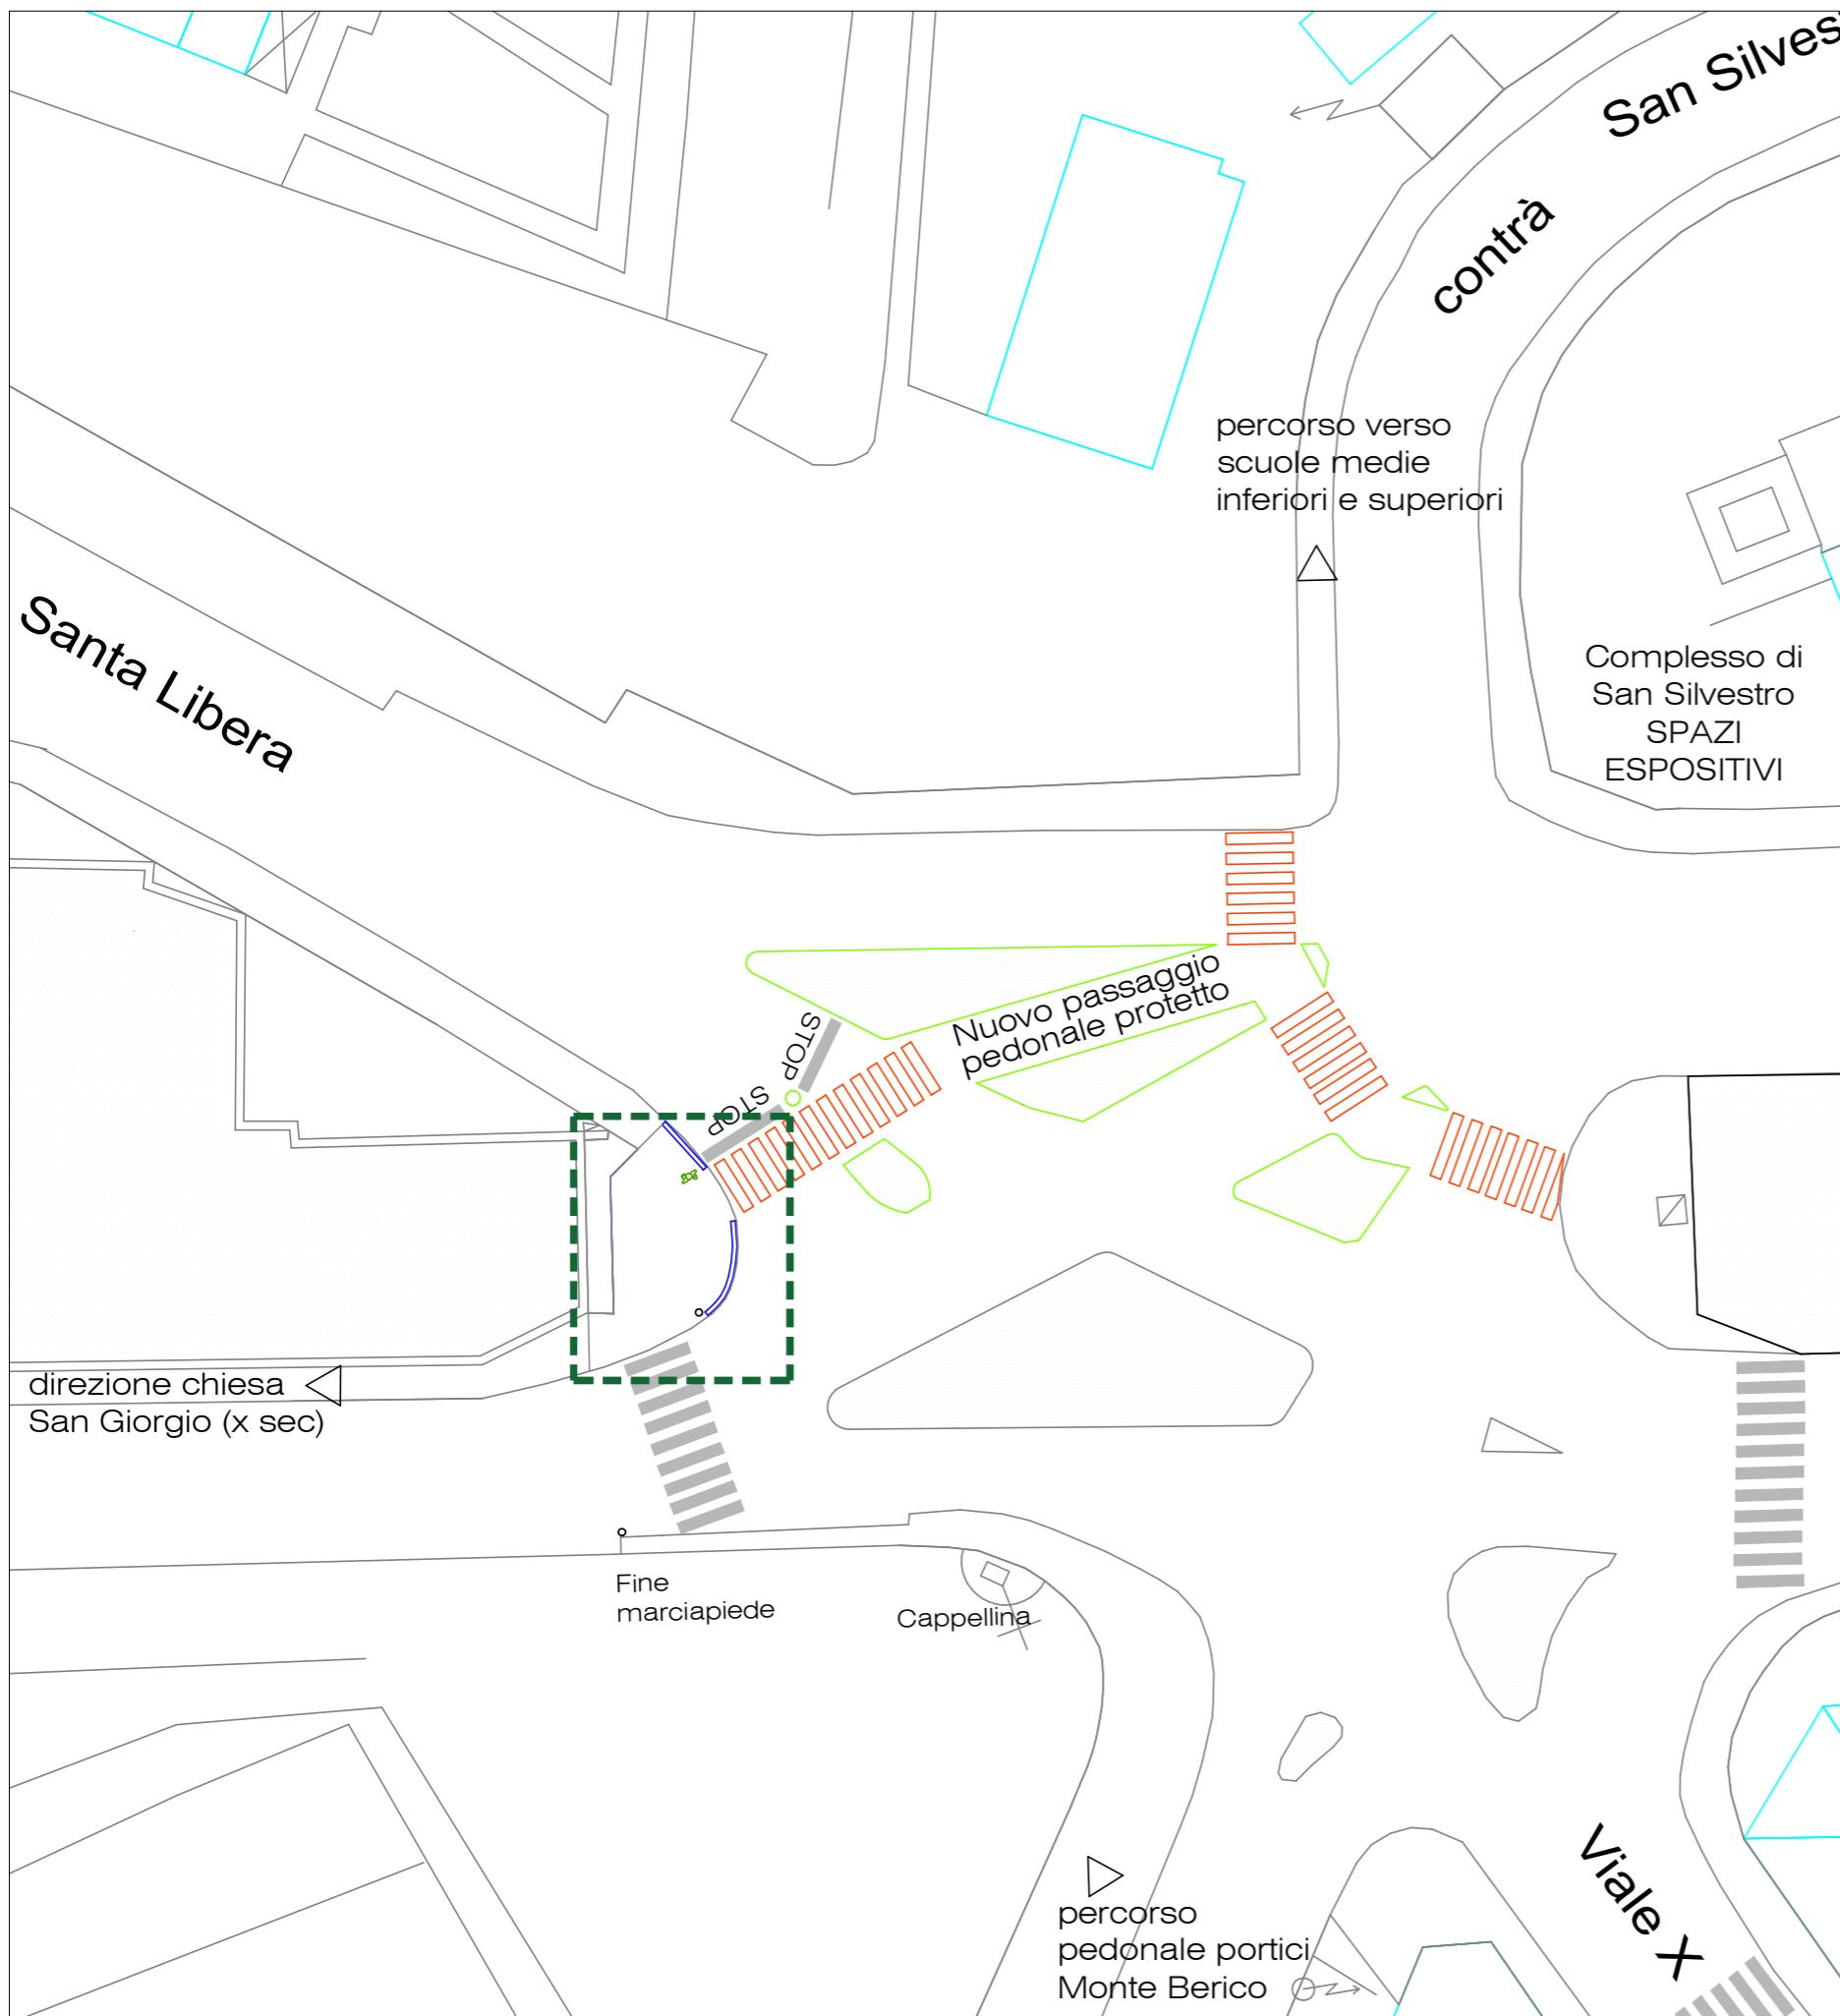 San Silves
contrà
percorso verso
scuole medie
inferiori e superiori
Santa Libera
Complesso di
San Silvestro
SPAZI
ESPOSITIVI
Nuovo passaggio
pedonale protetto
STOP
STOP
direzione chiesa
San Giorgio (x sec)
Fine
marciapiede
Cappellina
Viale X
percorso
pedonale portici
Monte Berico